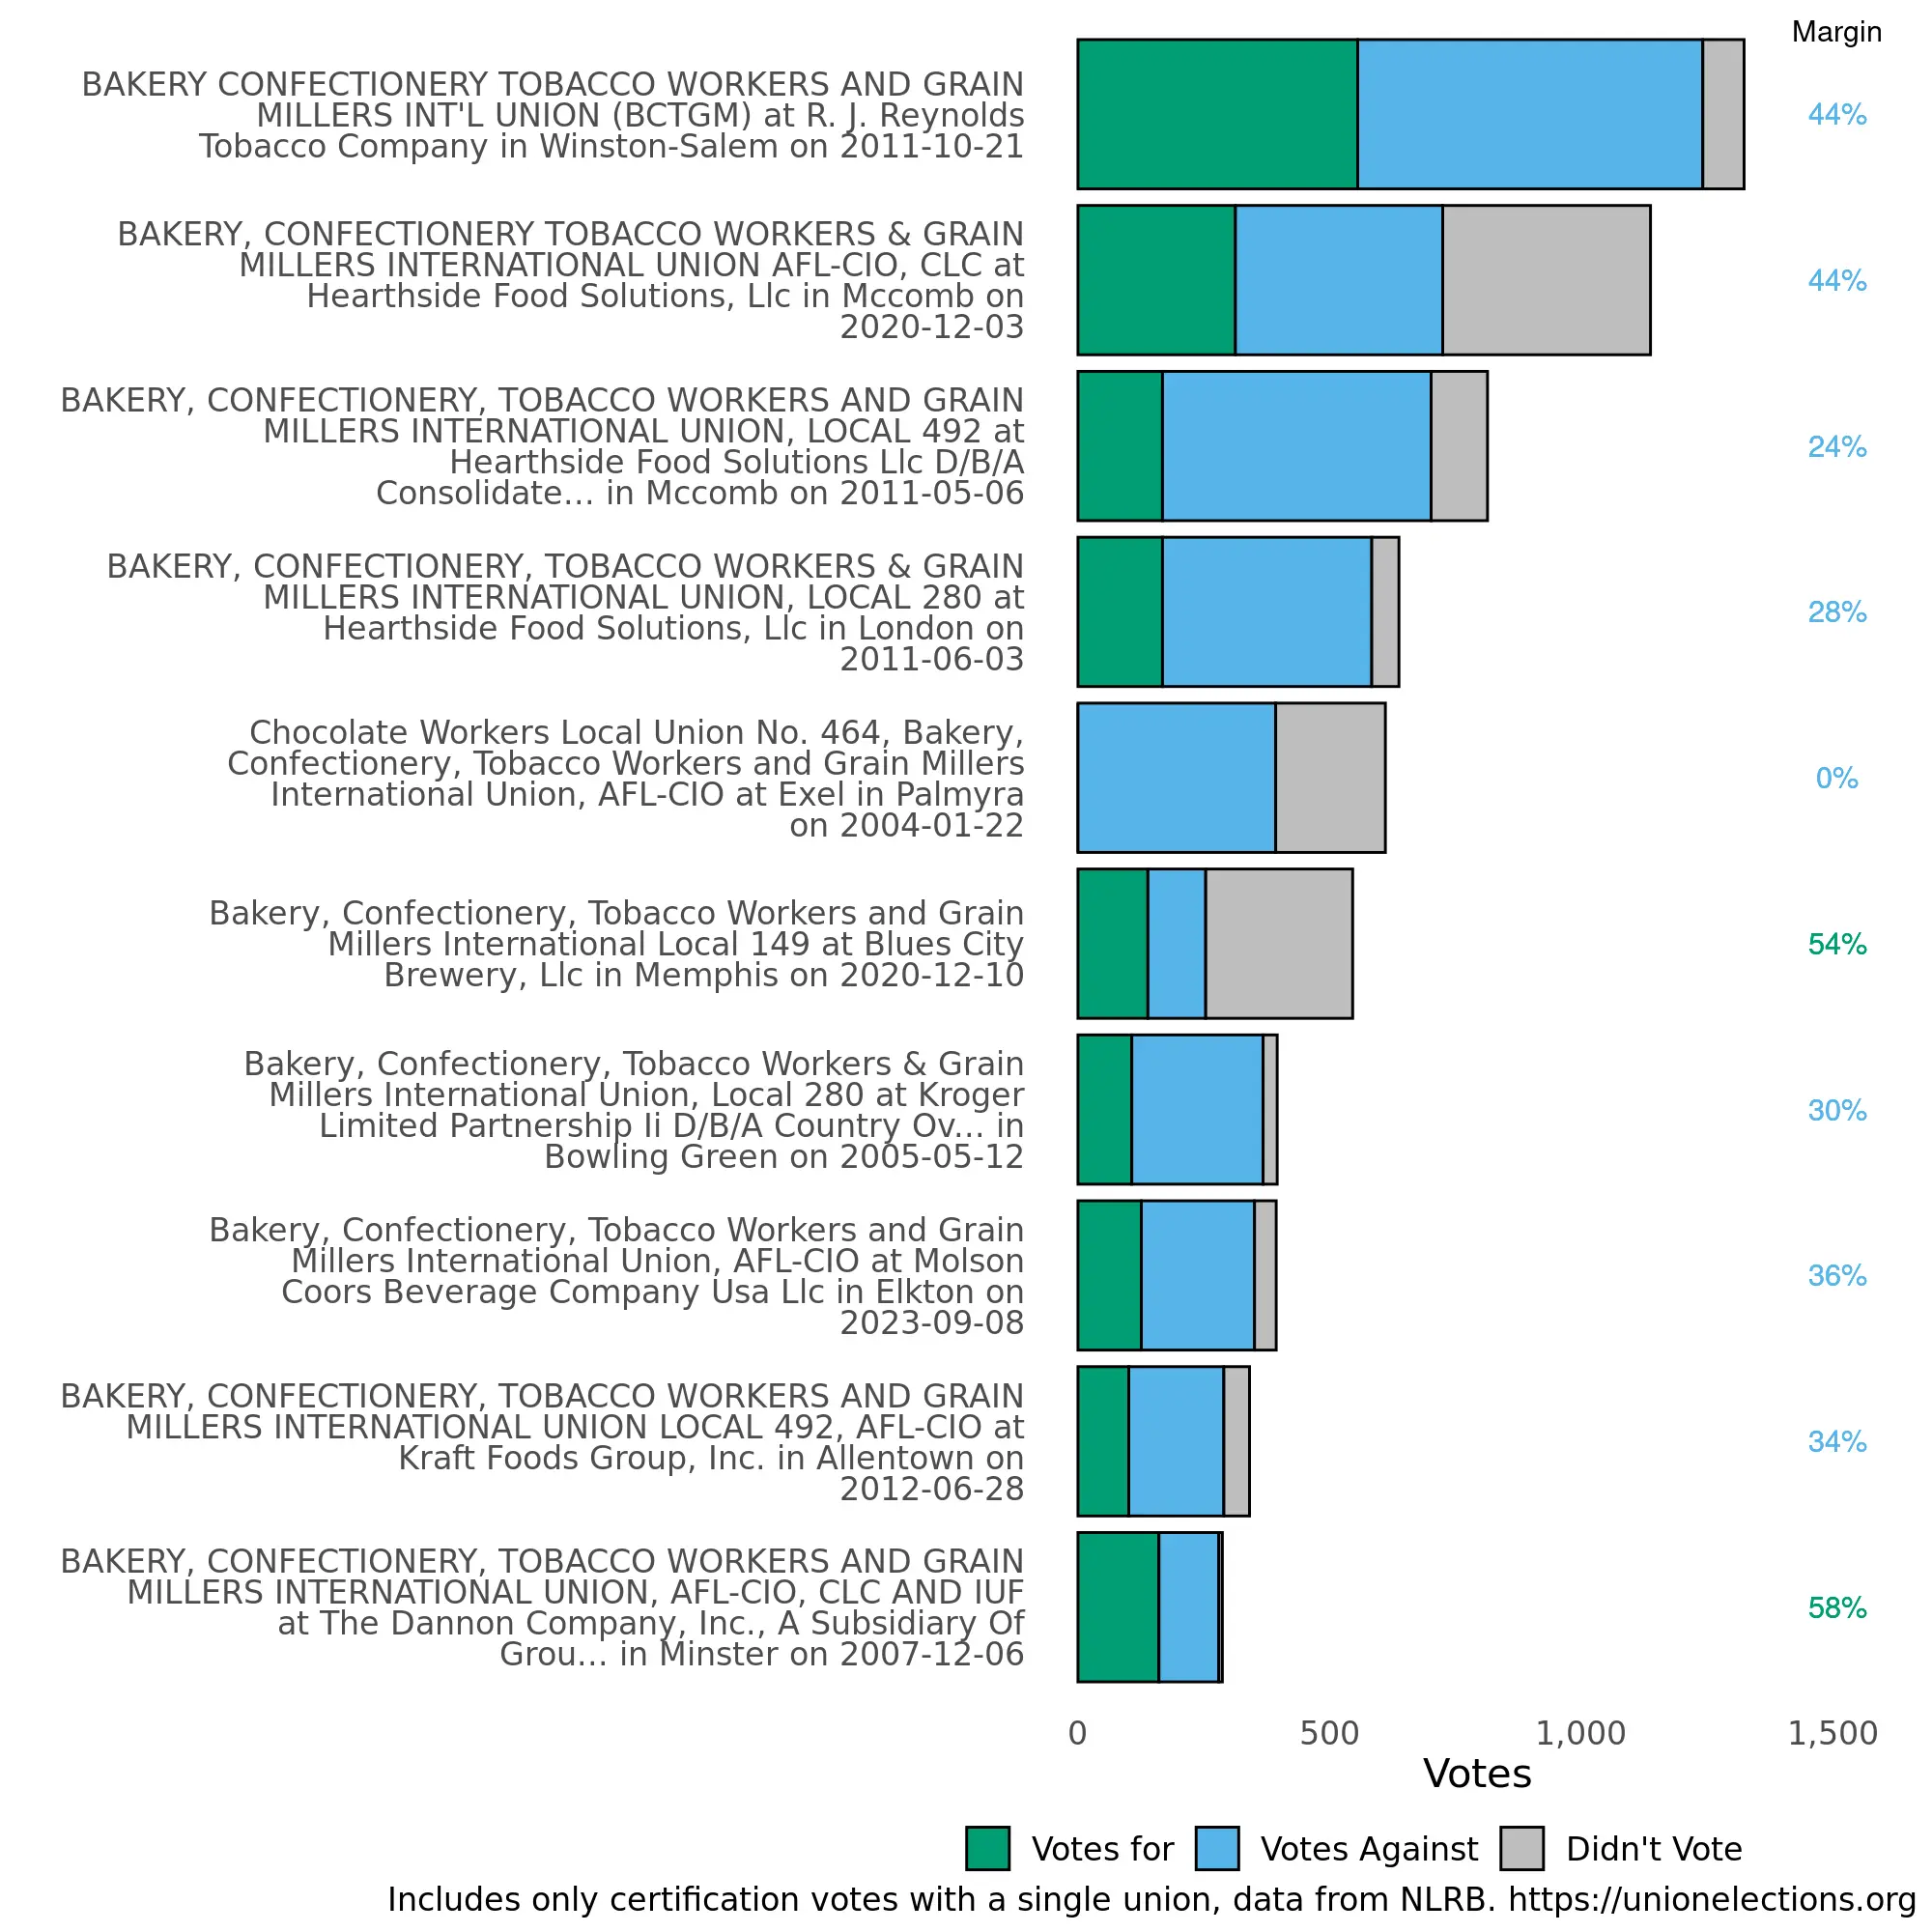 Margin
BAKERY CONFECTIONERY TOBACCO WORKERS AND GRAIN
MILLERS INT'L UNION (BCTGM) at R. J. Reynolds
Tobacco Company in Winston-Salem on 2011-10-21
44%
BAKERY, CONFECTIONERY TOBACCO WORKERS & GRAIN
MILLERS INTERNATIONAL UNION AFL-CIO, CLC at
Hearthside Food Solutions, Llc in Mccomb on
2020-12-03
44%
BAKERY, CONFECTIONERY, TOBACCO WORKERS AND GRAIN
MILLERS INTERNATIONAL UNION, LOCAL 492 at
Hearthside Food Solutions Llc D/B/A
Consolidate... in Mccomb on 2011-05-06
24%
BAKERY, CONFECTIONERY, TOBACCO WORKERS & GRAIN
MILLERS INTERNATIONAL UNION, LOCAL 280 at
Hearthside Food Solutions, Llc in London on
2011-06-03
28%
Chocolate Workers Local Union No. 464, Bakery,
Confectionery, Tobacco Workers and Grain Millers
International Union, AFL-CIO at Exel in Palmyra
on 2004-01-22
0%
Bakery, Confectionery, Tobacco Workers and Grain
Millers International Local 149 at Blues City
Brewery, Llc in Memphis on 2020-12-10
54%
Bakery, Confectionery, Tobacco Workers & Grain
Millers International Union, Local 280 at Kroger
Limited Partnership Ii D/B/A Country Ov... in
Bowling Green on 2005-05-12
30%
Bakery, Confectionery, Tobacco Workers and Grain
Millers International Union, AFL-CIO at Molson
Coors Beverage Company Usa Llc in Elkton on
2023-09-08
36%
BAKERY, CONFECTIONERY, TOBACCO WORKERS AND GRAIN
MILLERS INTERNATIONAL UNION LOCAL 492, AFL-CIO at
Kraft Foods Group, Inc. in Allentown on
2012-06-28
34%
BAKERY, CONFECTIONERY, TOBACCO WORKERS AND GRAIN
MILLERS INTERNATIONAL UNION, AFL-CIO, CLC AND IUF
at The Dannon Company, Inc., A Subsidiary Of
Grou... in Minster on 2007-12-06
58%
0 500 1,000 1,500
Votes
Votes for Votes Against Didn't Vote
Includes only certification votes with a single union, data from NLRB. https://unionelections.org